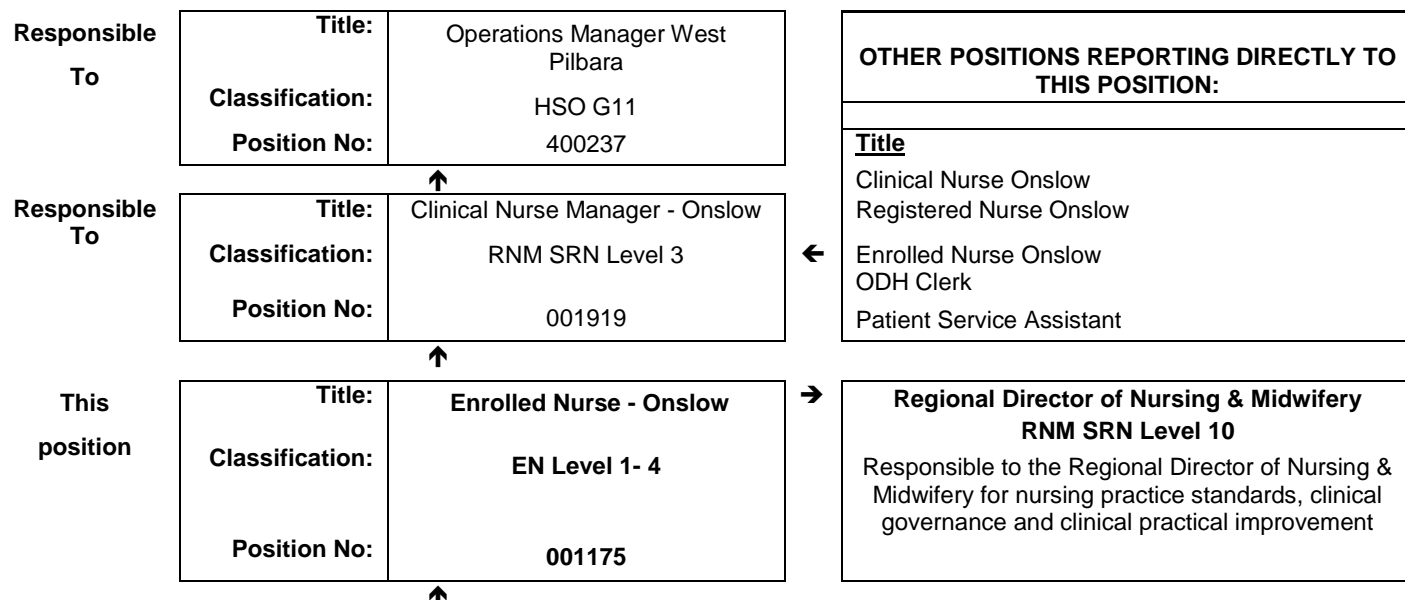 Responsible
To
Title:
Operations Manager West
Pilbara
Classification:
HSO G11
Position No:
400237
OTHER POSITIONS REPORTING DIRECTLY TO
THIS POSITION:
Title
Clinical Nurse Onslow
Registered Nurse Onslow
Enrolled Nurse Onslow
ODH Clerk
Patient Service Assistant
Responsible
To
Title:
Clinical Nurse Manager - Onslow
Classification:
RNM SRN Level 3
Position No:
001919
This
position
Title:
Enrolled Nurse - Onslow
Classification:
EN Level 1- 4
Position No:
001175
Regional Director of Nursing & Midwifery
RNM SRN Level 10
Responsible to the Regional Director of Nursing &
Midwifery for nursing practice standards, clinical
governance and clinical practical improvement